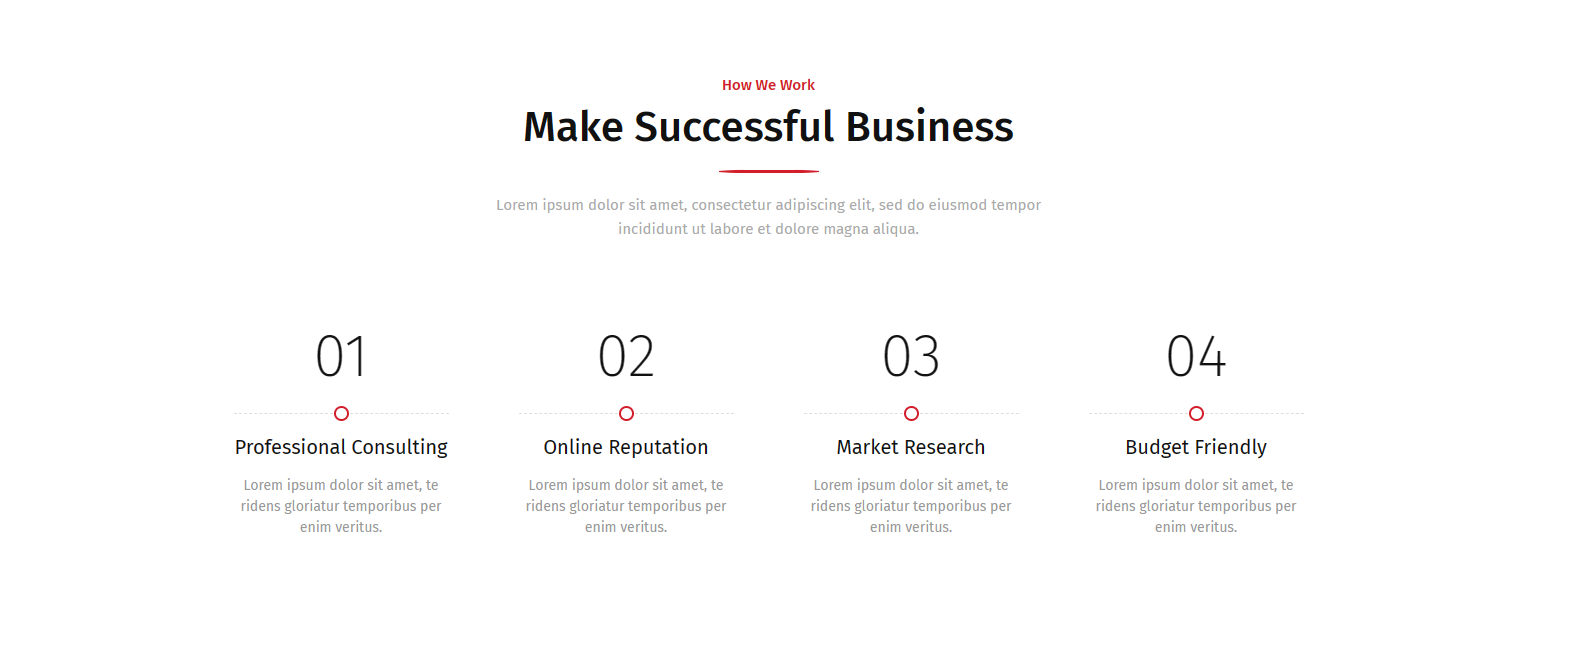 How We Work
Make Successful Business
Lorem ipsum dolor sit amet, consectetur adipiscing elit, sed do eiusmod tempor
incididunt ut labore et dolore magna aliqua.
01
Professional Consulting
Lorem ipsum dolor sit amet, te
ridens gloriatur temporibus per
enim veritus.
02
Online Reputation
Lorem ipsum dolor sit amet, te
ridens gloriatur temporibus per
enim veritus.
03
Market Research
Lorem ipsum dolor sit amet, te
ridens gloriatur temporibus per
enim veritus.
04
Budget Friendly
Lorem ipsum dolor sit amet, te
ridens gloriatur temporibus per
enim veritus.